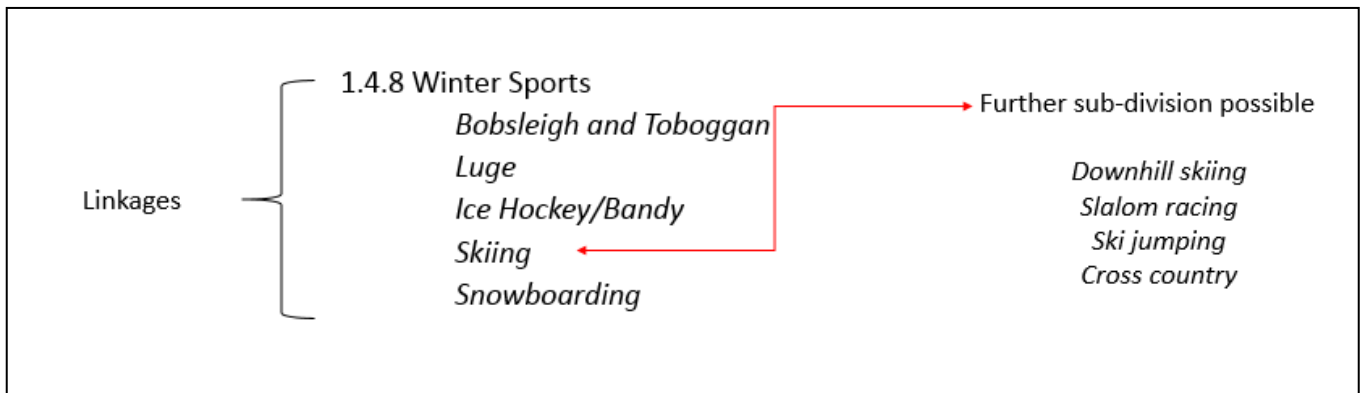 Linkages
1.4.8 Winter Sports
Bobsleigh and Toboggan
Luge
Ice Hockey/Bandy
Skiing
Snowboarding
Further sub-division possible
Downhill skiing
Slalom racing
Ski jumping
Cross country